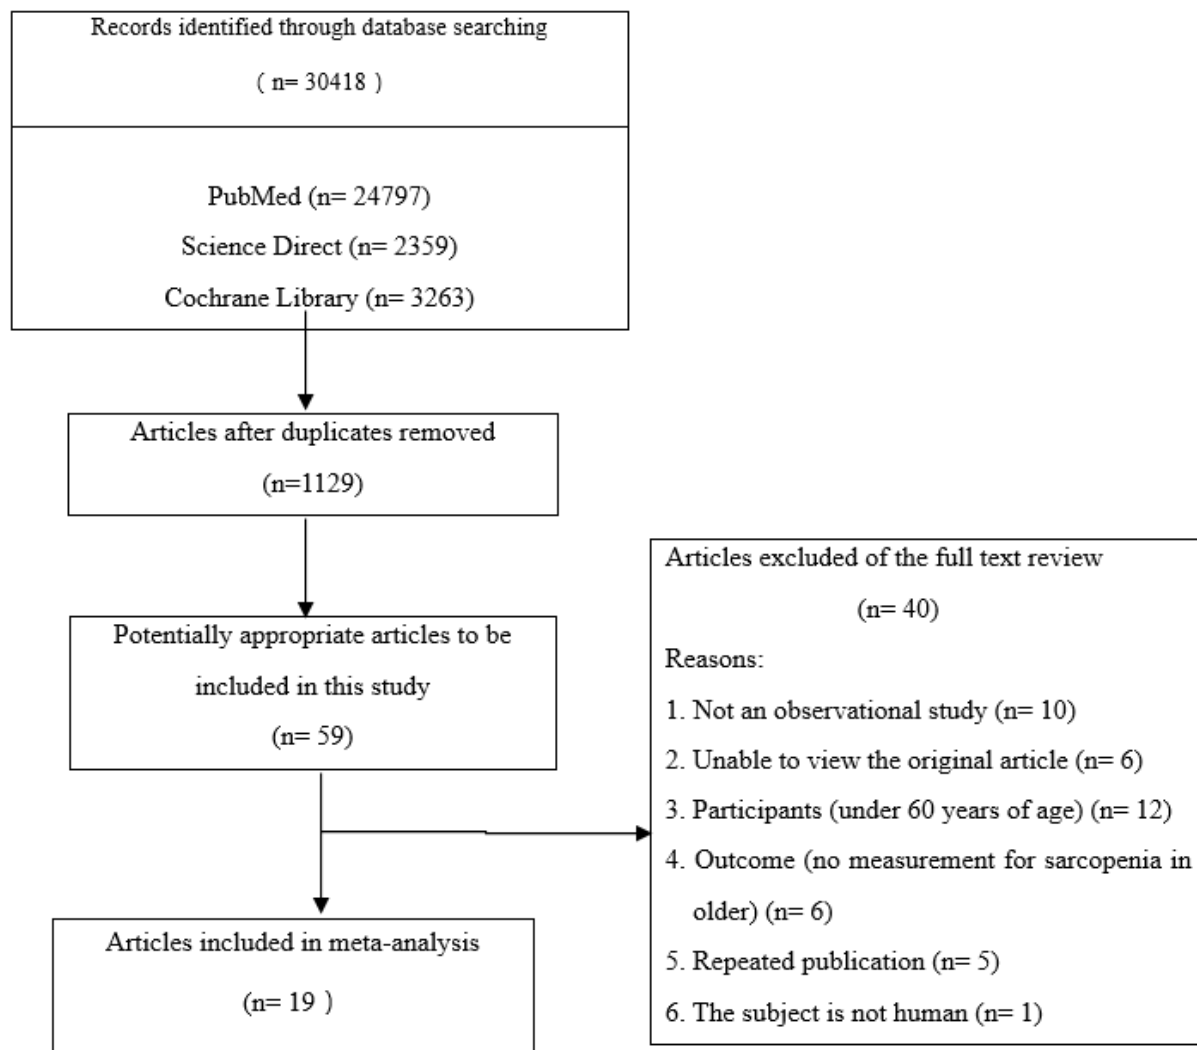 Records identified through database searching
( n= 30418 )
PubMed (n= 24797)
Science Direct (n= 2359)
Cochrane Library (n= 3263)
Articles after duplicates removed
(n=1129)
Potentially appropriate articles to be
included in this study
(n= 59)
Articles excluded of the full text review
(n= 40)
Reasons:
1. Not an observational study (n= 10)
2. Unable to view the original article (n= 6)
3. Participants (under 60 years of age) (n= 12)
4. Outcome (no measurement for sarcopenia in
older) (n= 6)
5. Repeated publication (n= 5)
6. The subject is not human (n= 1)
Articles included in meta-analysis
(n= 19 )